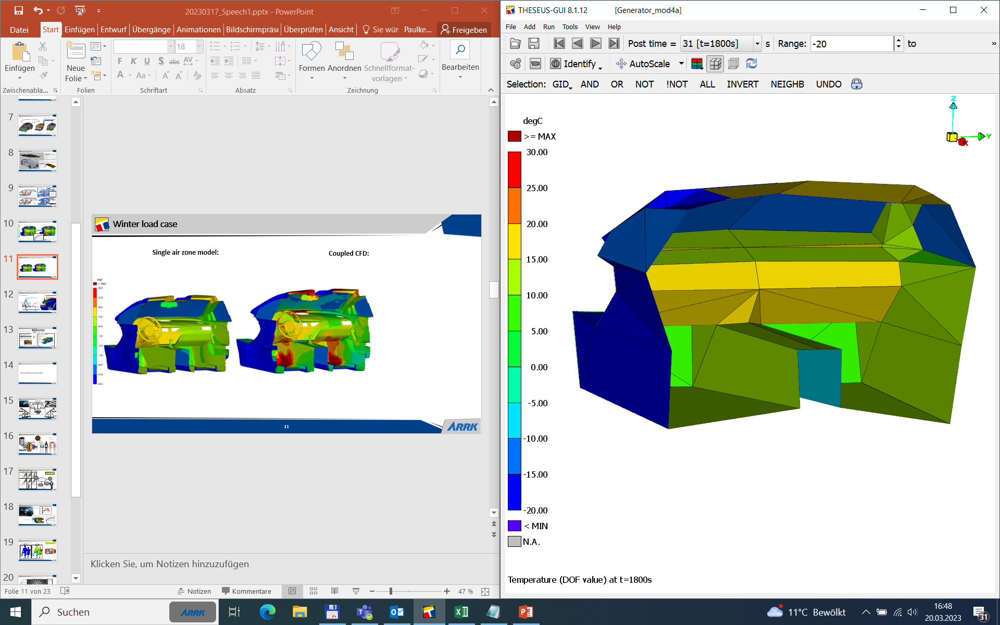 20230317_Speech1.pptx - PowerPoint
Datei Start Einfügen Entwurf Übergänge Animationen Bildschirmpräse Überprüfen Ansicht Sie wün Paulke... Freigeben
18
F K U S abc AV
A Aa A A
Einfügen
Neue
Folie
Formen Anordnen Schnellformat-
vorlagen
Bearbeiten
Zwischenabla... Folien Schriftart Absatz Zeichnung
7
8
9
10
11
12
13
14
15
16
17
18
19
20
Winter load case
Single air zone model:
Coupled CFD:
degC
>= MAX
11
ARRK
Klicken Sie, um Notizen hinzuzufügen
Folie 11 von 23 Notizen Kommentare 47 %
THESEUS-GUI 8.1.12 [Generator_mod4a]
File Add Run Tools View Help
Post time = 31 [t=1800s] s Range: -20 to »
Identify AutoScale
Selection: GID AND OR NOT !NOT ALL INVERT NEIGHB UNDO
Z
Y
X
degC
>= MAX
30.00
25.00
20.00
15.00
10.00
5.00
0.00
-5.00
-10.00
-15.00
-20.00
< MIN
N.A.
Temperature (DOF value) at t=1800s
Suchen ARRK 11°C Bewölkt 16:48
20.03.2023
31